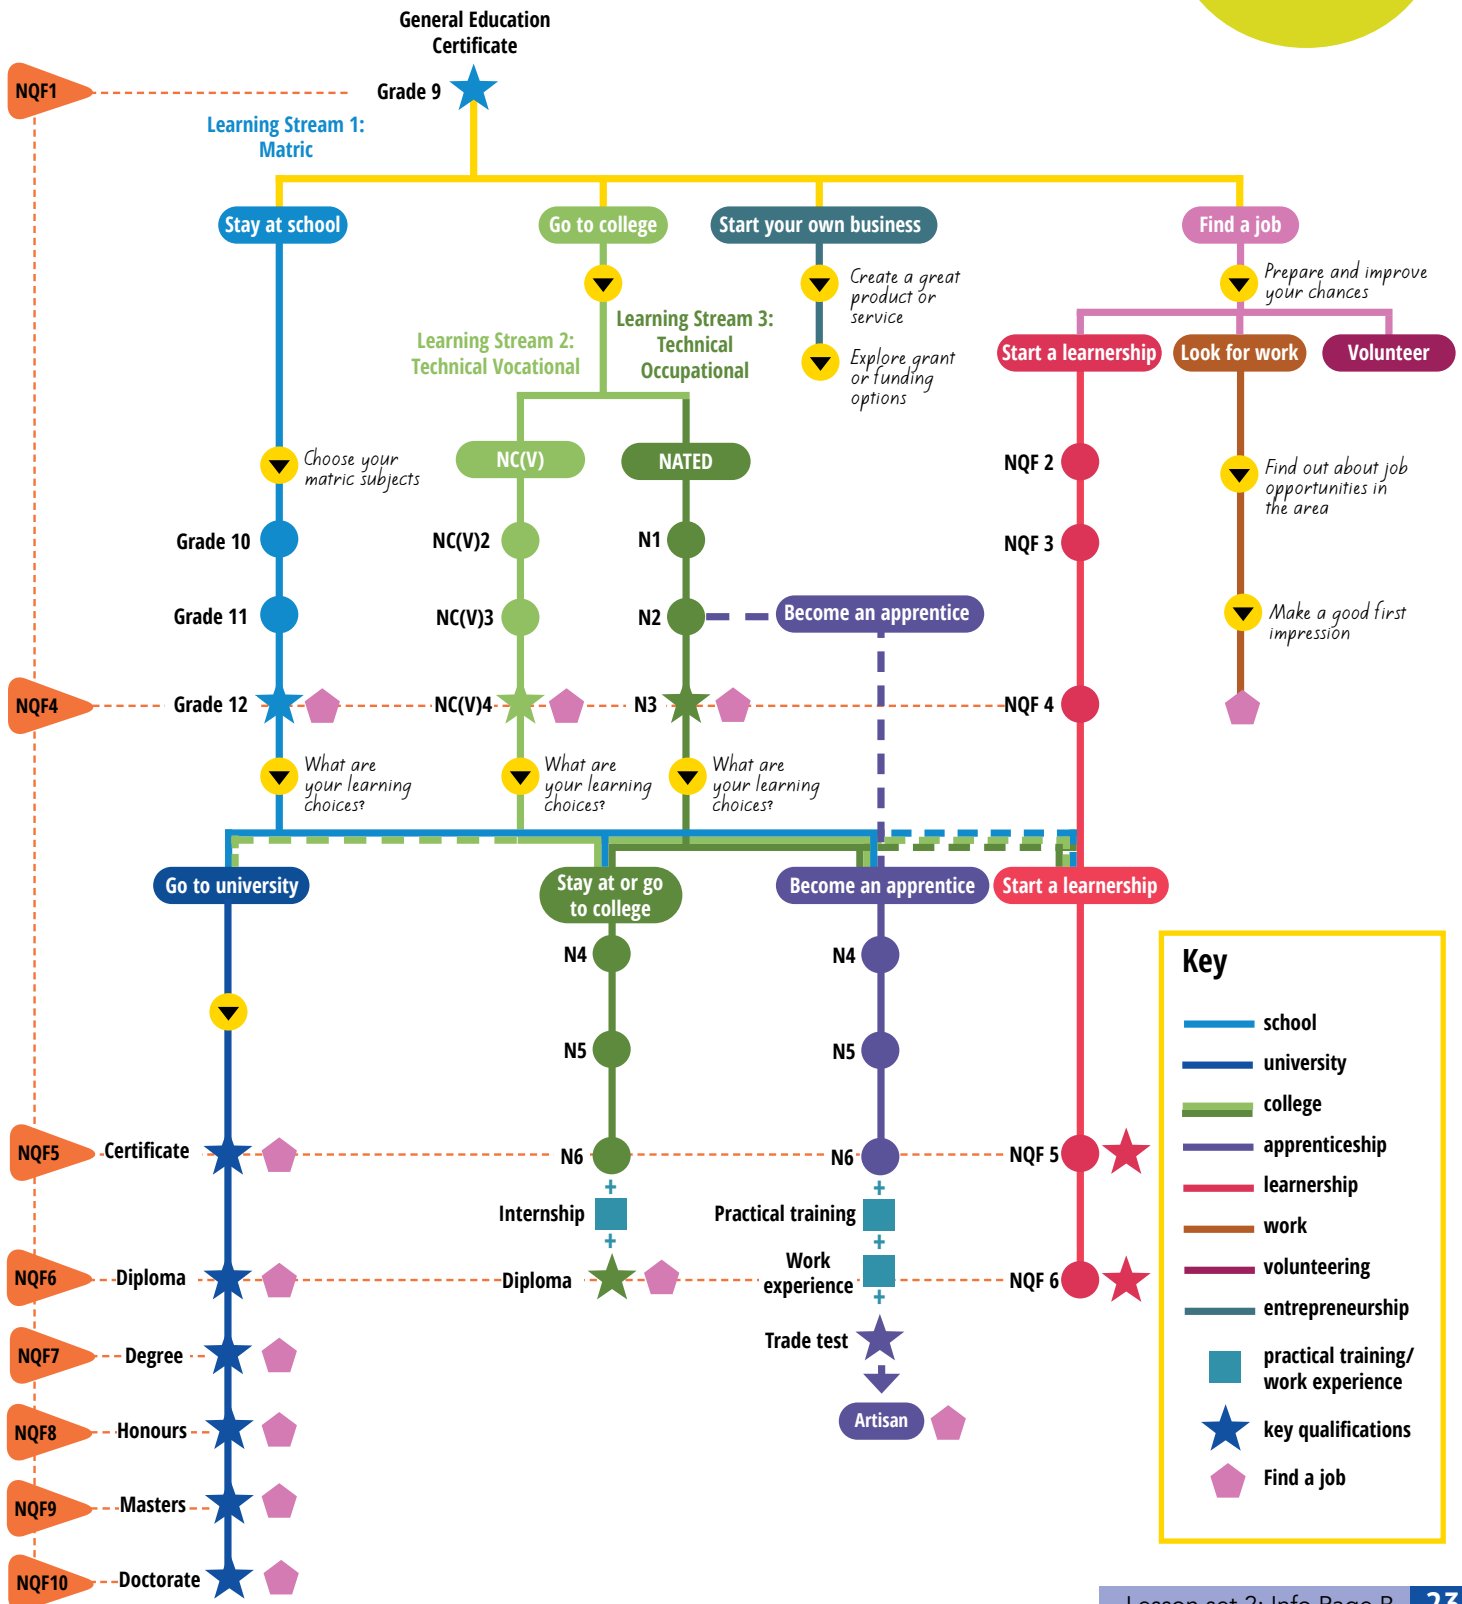 General Education
Certificate
NQF1
Grade 9
Learning Stream 1:
Matric
Stay at school
Go to college
Start your own business
Find a job
Create a great
product or
service
Prepare and improve
your chances
Learning Stream 2:
Technical Vocational
Learning Stream 3:
Technical
Occupational
Explore grant
or funding
options
Start a learnership
Look for work
Volunteer
Choose your
matric subjects
NC(V)
NATED
NQF 2
Find out about job
opportunities in
the area
Grade 10
NC(V)2
N1
NQF 3
Grade 11
NC(V)3
N2
Become an apprentice
Make a good first
impression
NQF4
Grade 12
NC(V)4
N3
NQF 4
What are
your learning
choices?
What are
your learning
choices?
What are
your learning
choices?
Go to university
Stay at or go
to college
Become an apprentice
Start a learnership
N4
N4
N5
N5
NQF5
Certificate
N6
N6
NQF 5
+
+
Internship
Practical training
+
+
NQF6
Diploma
Diploma
Work
experience
NQF 6
+
Trade test
NQF7
Degree
Artisan
NQF8
Honours
NQF9
Masters
NQF10
Doctorate
Key
school
university
college
apprenticeship
learnership
work
volunteering
entrepreneurship
practical training/
work experience
key qualifications
Find a job
Lesson set 2: Info Page B
23